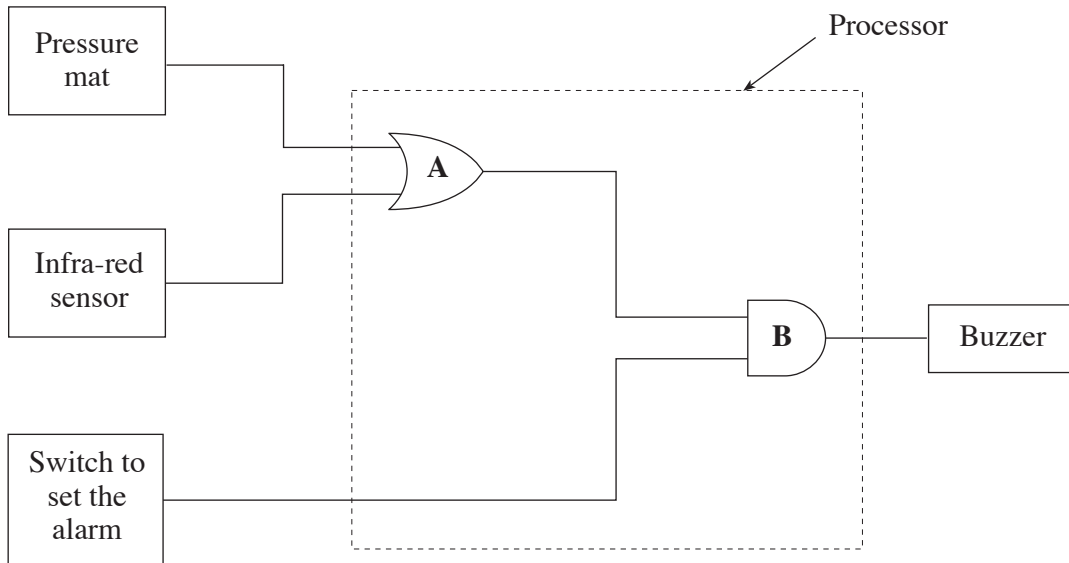 Processor
Pressure
mat
A
Infra-red
sensor
B
Buzzer
Switch to
set the
alarm